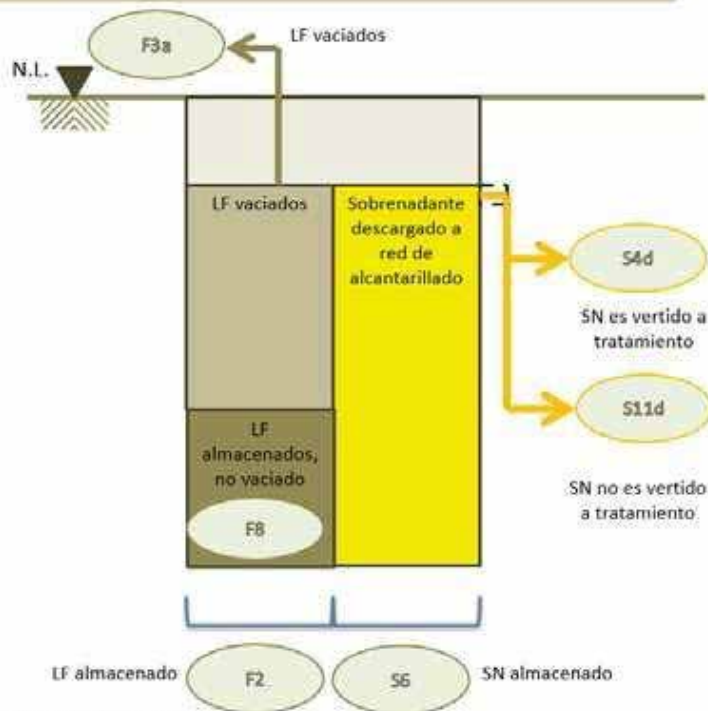 F3a
LF vaciados
N.L.
LF vaciados
Sobrenadante
descargado a
red de
alcantarillado
S4d
SN es vertido a
tratamiento
S11d
SN no es vertido
a tratamiento
LF
almacenados,
no vaciado
F8
LF almacenado
F2
S6
SN almacenado